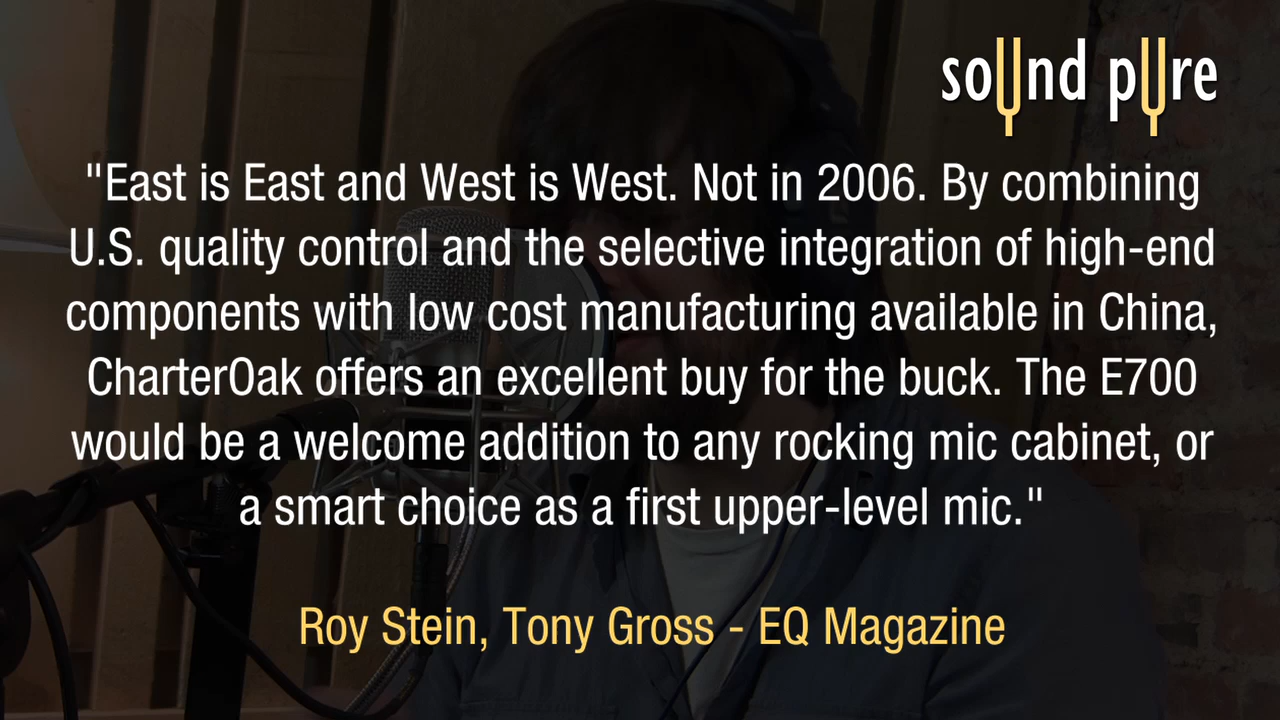 sound pure
"East is East and West is West. Not in 2006. By combining
U.S. quality control and the selective integration of high-end
components with low cost manufacturing available in China,
CharterOak offers an excellent buy for the buck. The E700
would be a welcome addition to any rocking mic cabinet, or
a smart choice as a first upper-level mic."
Roy Stein, Tony Gross - EQ Magazine